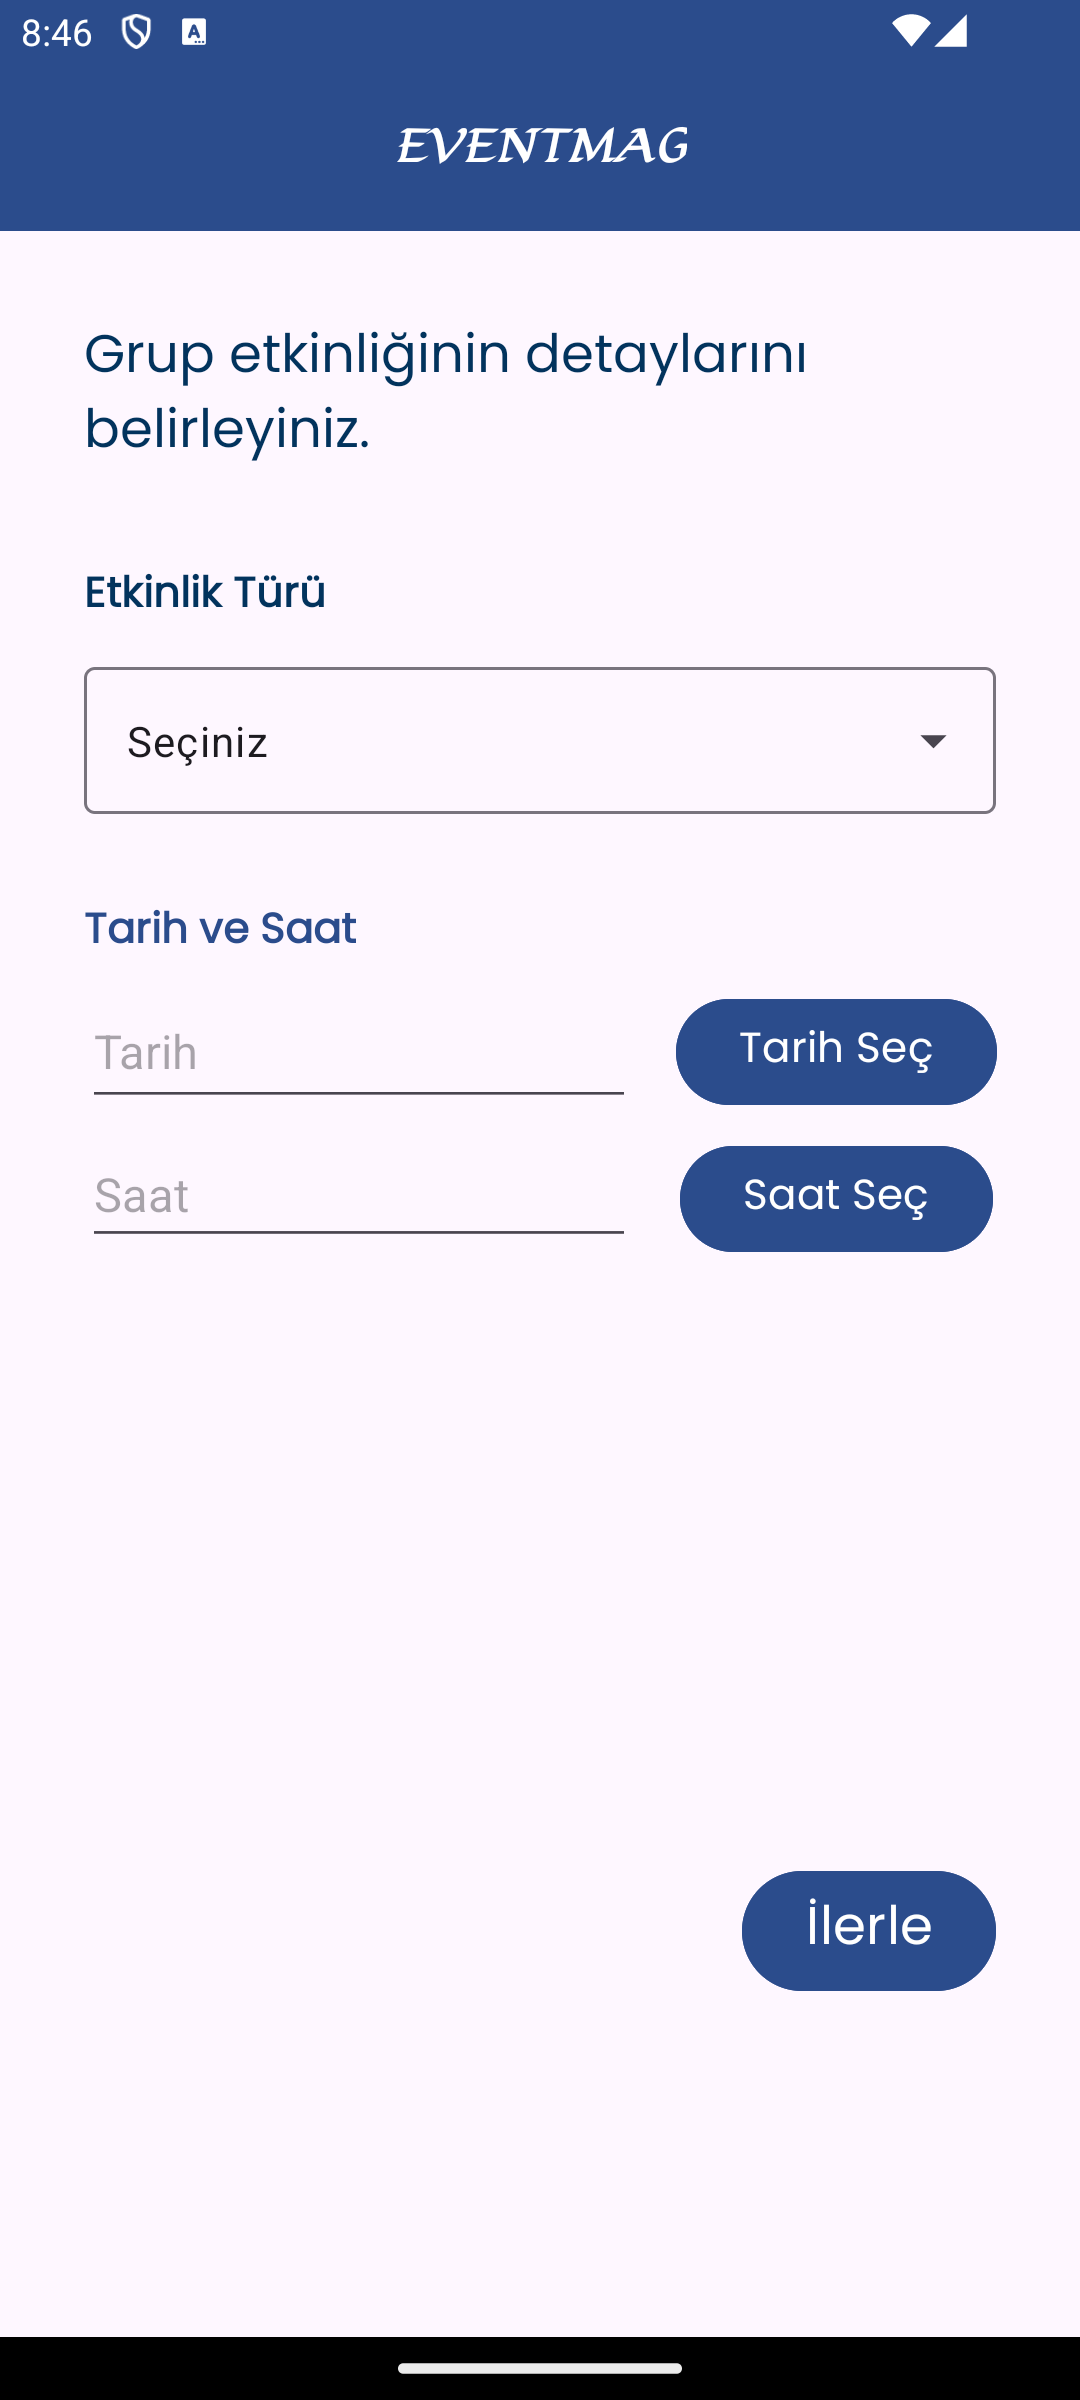 8:46
EVENTMAG
Grup etkinliğinin detaylarını
belirleyiniz.
Etkinlik Türü
Seçiniz
Tarih ve Saat
Tarih
Tarih Seç
Saat
Saat Seç
İlerle